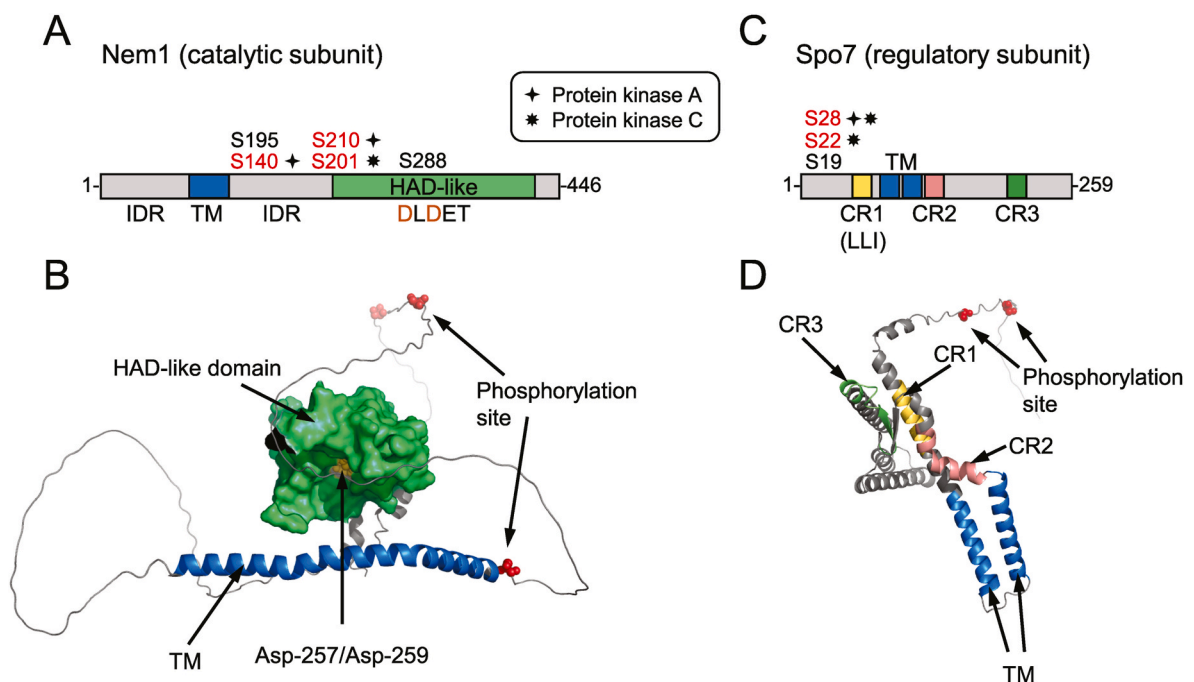 A
Nem1 (catalytic subunit)
Protein kinase A
Protein kinase C
S195
S140
S210
S201
S288
1-
HAD-like
-446
IDR
TM
IDR
DLDET
C
Spo7 (regulatory subunit)
S28
S22
S19
TM
1-
-259
CR1
(LLI)
CR2
CR3
B
HAD-like domain
Phosphorylation
site
TM
Asp-257/Asp-259
D
CR3
CR1
Phosphorylation
site
CR2
TM